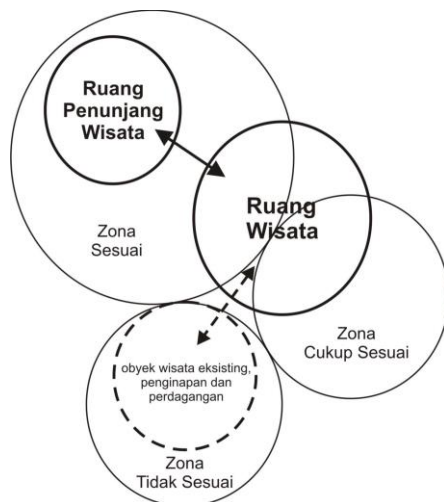 Ruang
Penunjang
Wisata
Ruang
Wisata
Zona
Sesuai
Zona
Cukup Sesuai
obyek wisata eksisting,
penginapan dan
perdagangan
Zona
Tidak Sesuai